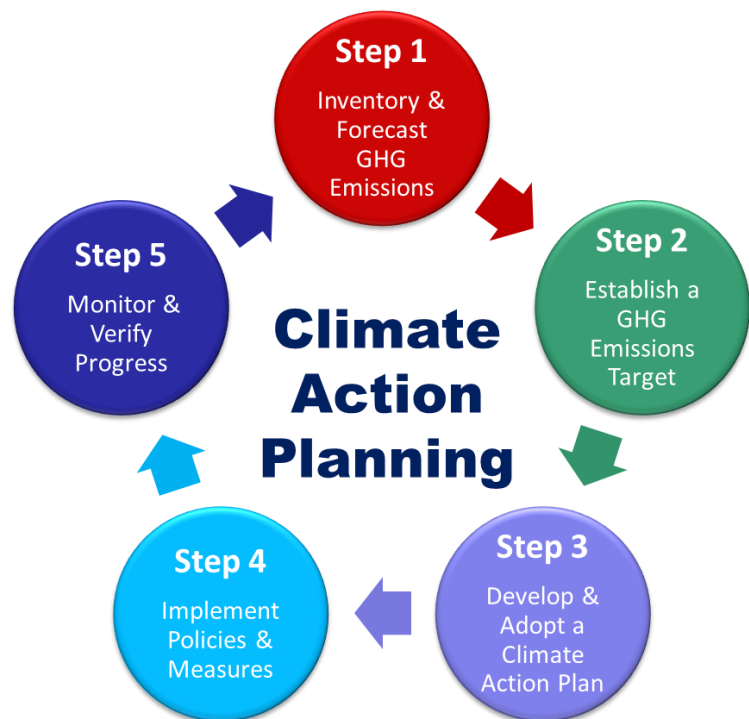 Step 1
Inventory &
Forecast
GHG
Emissions
Step 2
Establish a
GHG
Emissions
Target
Step 3
Develop &
Adopt a
Climate
Action Plan
Step 4
Implement
Policies &
Measures
Step 5
Monitor &
Verify
Progress
Climate
Action
Planning